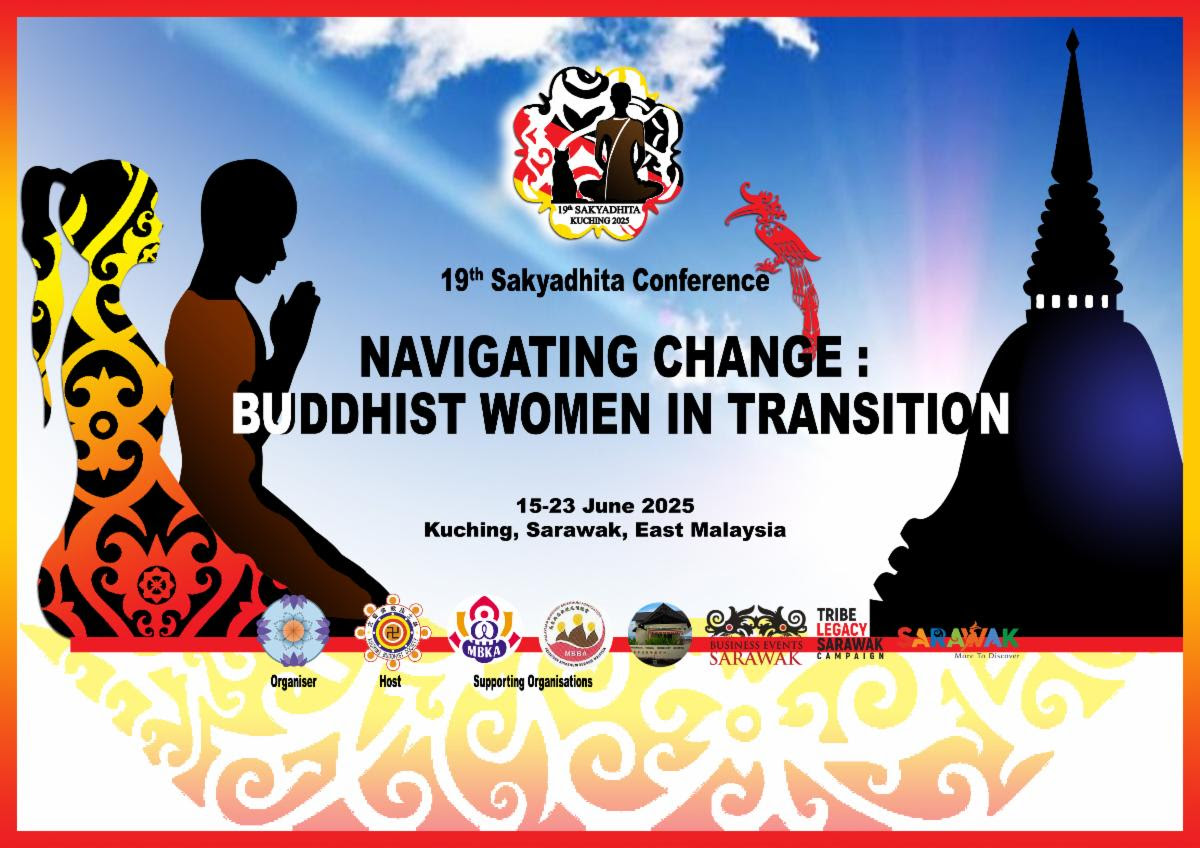 19th SAKYADHITA
KUCHING 2025
19th Sakyadhita Conference
NAVIGATING CHANGE :
BUDDHIST WOMEN IN TRANSITION
15-23 June 2025
Kuching, Sarawak, East Malaysia
MBKA
MBBA
BUSINESS EVENTS
SARAWAK
TRIBE
LEGACY
SARAWAK
CAMPAIGN
SARAWAK
More To Discover
Organiser
Host
Supporting Organisations